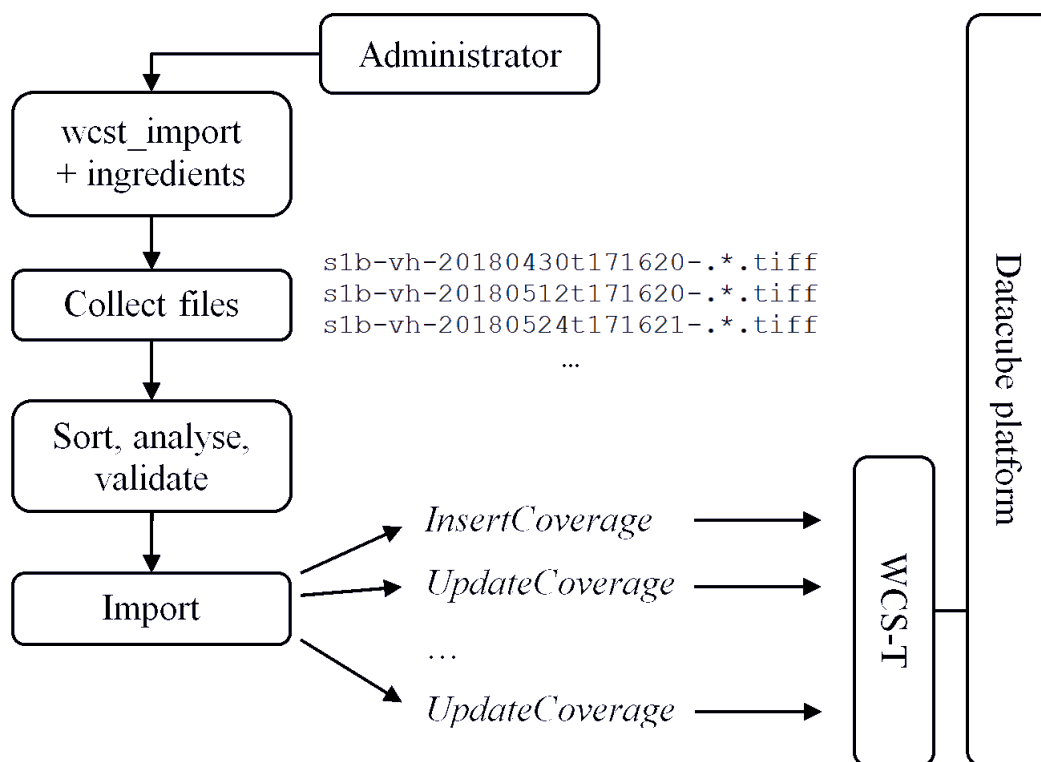 Administrator
wcst_import
+ ingredients
Collect files
s1b-vh-20180430t171620-.*.tiff
s1b-vh-20180512t171620-.*.tiff
s1b-vh-20180524t171621-.*.tiff
...
Sort, analyse,
validate
Import
InsertCoverage
UpdateCoverage
...
UpdateCoverage
WCS-T
Datacube platform